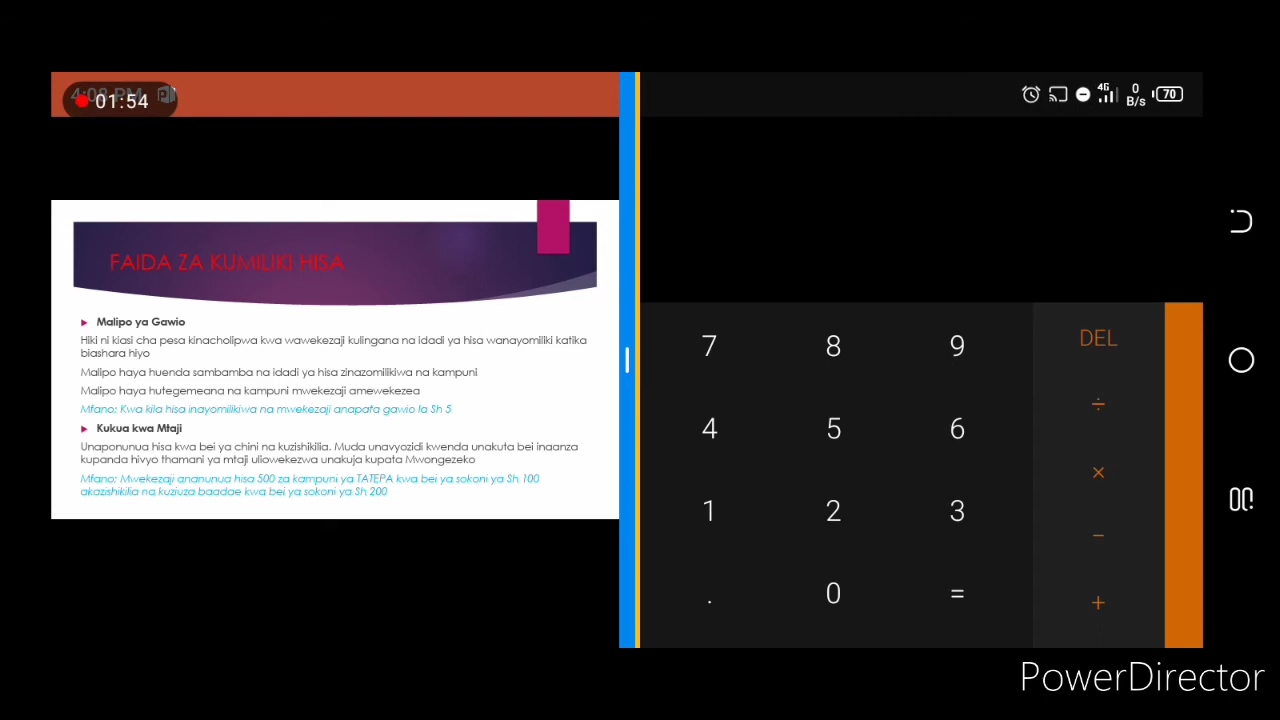 4:08 PM
01:54
4G
0
B/s
70
FAIDA ZA KUMILIKI HISA
Malipo ya Gawio
Hiki ni kiasi cha pesa kinacholipwa kwa wawekezaji kulingana na idadi ya hisa wanayomiliki katika
biashara hiyo
Malipo haya huenda sambamba na idadi ya hisa zinazomilikiwa na kampuni
Malipo haya hutegemeana na kampuni mwekezaji amewekezea
Mfano; Kwa kila hisa inayomilikiwa na mwekezaji anapata gawio la Sh 5
Kukua kwa Mtaji
Unaponunua hisa kwa bei ya chini na kuzishikilia. Muda unavyozidi kwenda unakuta bei inaanza
kupanda hivyo thamani ya mtaji uliowekezwa unakuja kupata Mwongezeko
Mfano: Mwekezaji ananunua hisa 500 za kampuni ya TATEPA kwa bei ya sokoni ya Sh 100
akazishikilia na kuziuza baadae kwa bei ya sokoni ya Sh 200
7 8 9 DEL
÷
4 5 6
×
1 2 3
−
. 0 =
+
PowerDirector